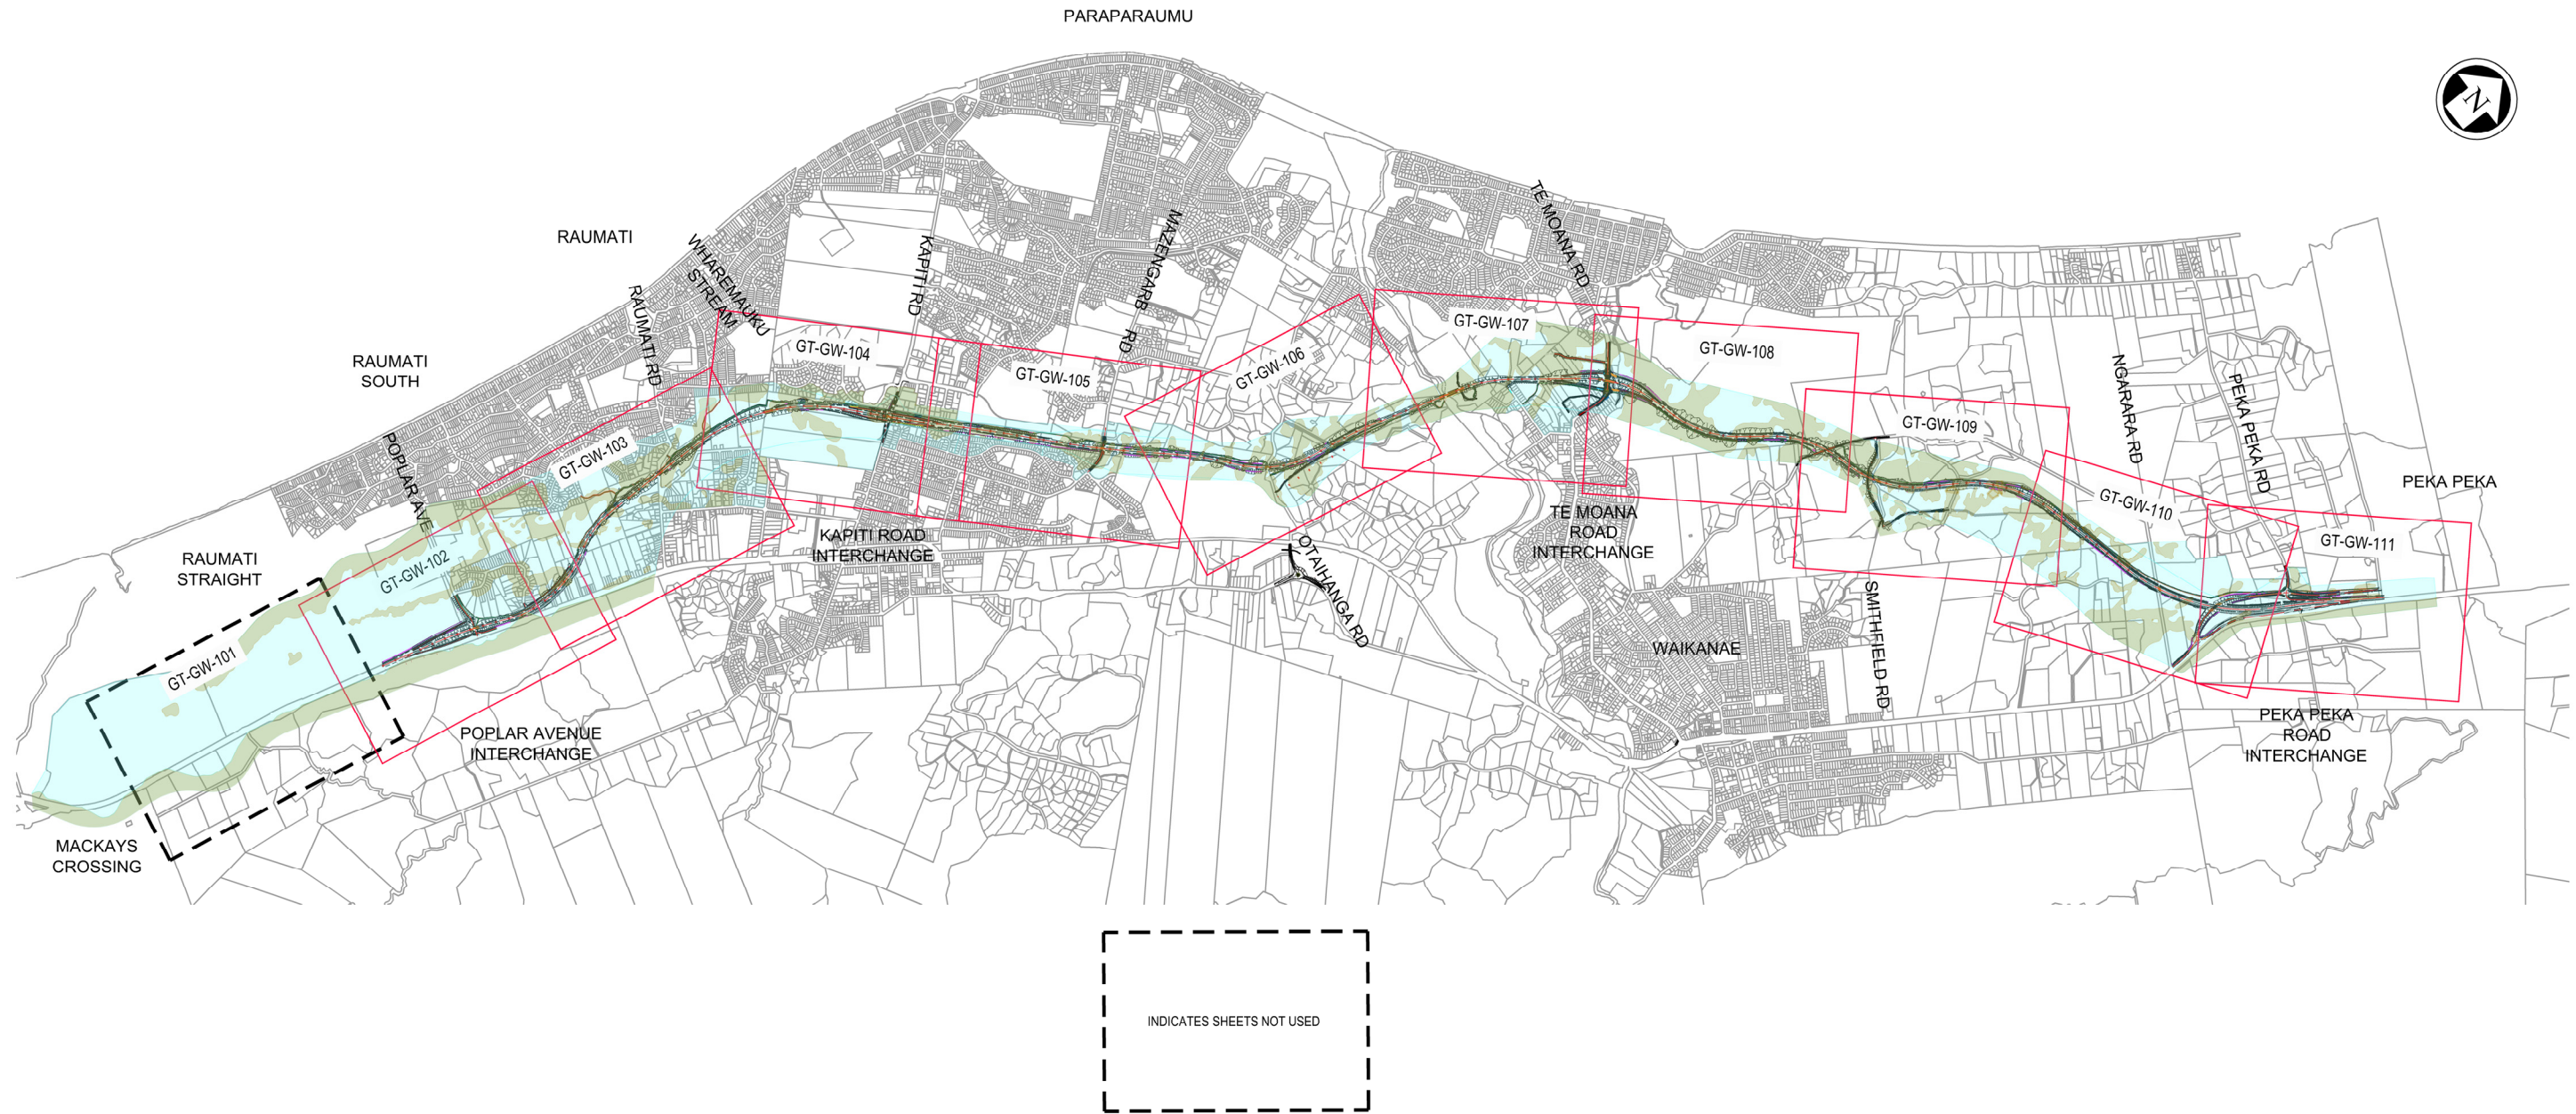 PARAPARAUMU
N
RAUMATI
WHAREMAUKU
STREAM
RAUMATI RD
KAPITI RD
MAZENGARB
RD
TE MOANA RD
RAUMATI
SOUTH
POPLAR AVE
GT-GW-103
GT-GW-104
GT-GW-105
GT-GW-106
GT-GW-107
GT-GW-108
GT-GW-109
NGARARA RD
PEKA PEKA RD
PEKA PEKA
GT-GW-110
GT-GW-111
RAUMATI
STRAIGHT
GT-GW-102
GT-GW-101
KAPITI ROAD
INTERCHANGE
OTAIHANGA RD
TE MOANA
ROAD
INTERCHANGE
WAIKANAE
SMITHFIELD RD
POPLAR AVENUE
INTERCHANGE
PEKA PEKA
ROAD
INTERCHANGE
MACKAYS
CROSSING
INDICATES SHEETS NOT USED